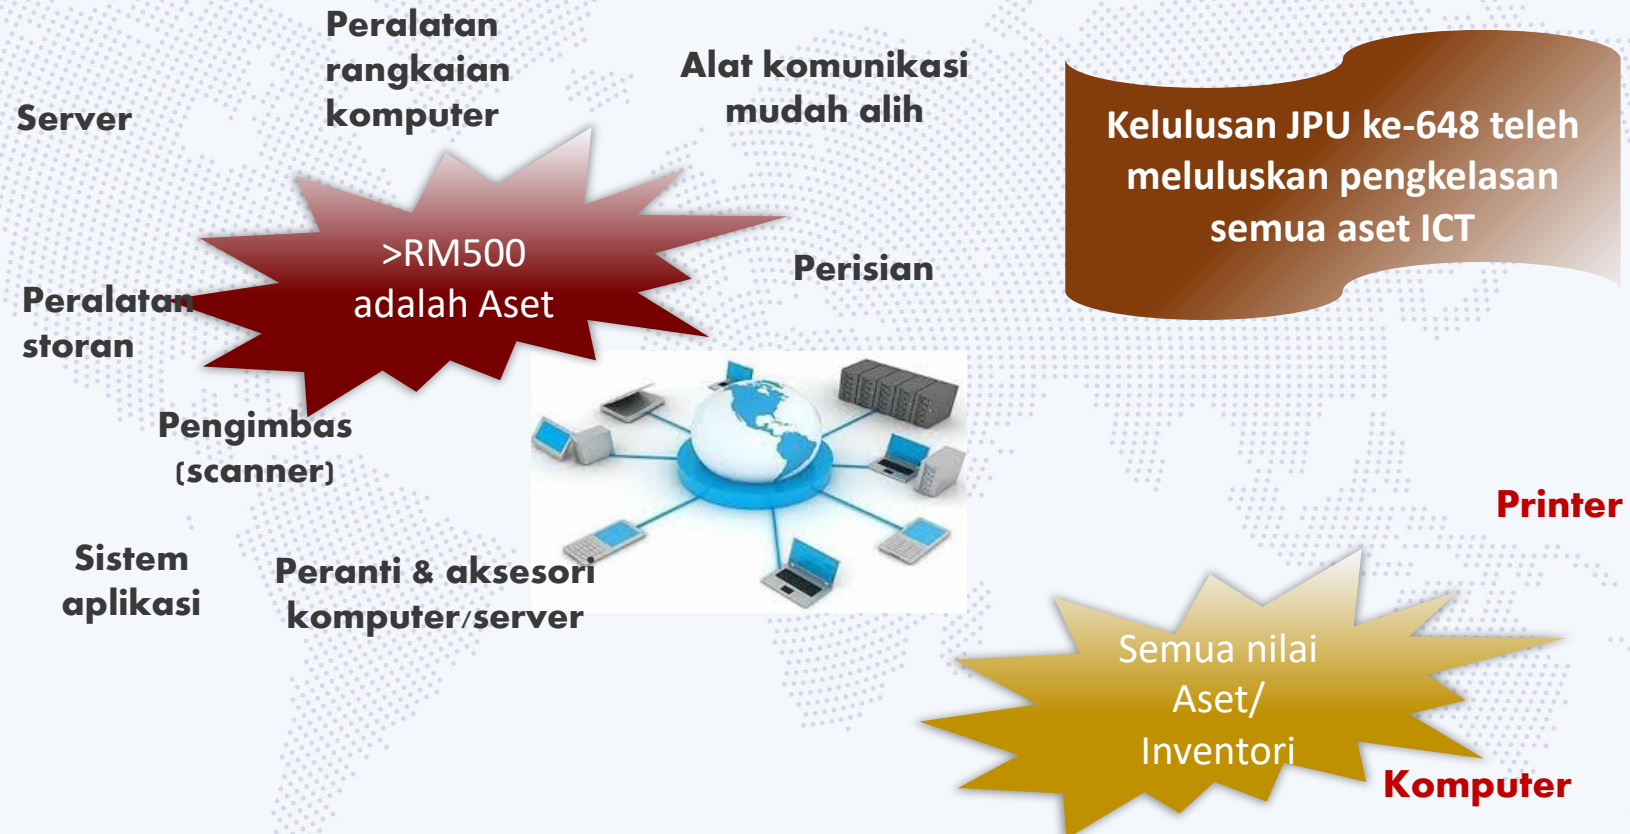 Peralatan
rangkaian
komputer
Alat komunikasi
mudah alih
Server
Kelulusan JPU ke-648 teleh
meluluskan pengkelasan
semua aset ICT
>RM500
adalah Aset
Perisian
Peralatan
storan
Pengimbas
(scanner)
Printer
Sistem
aplikasi
Peranti & aksesori
komputer/server
Semua nilai
Aset/
Inventori
Komputer